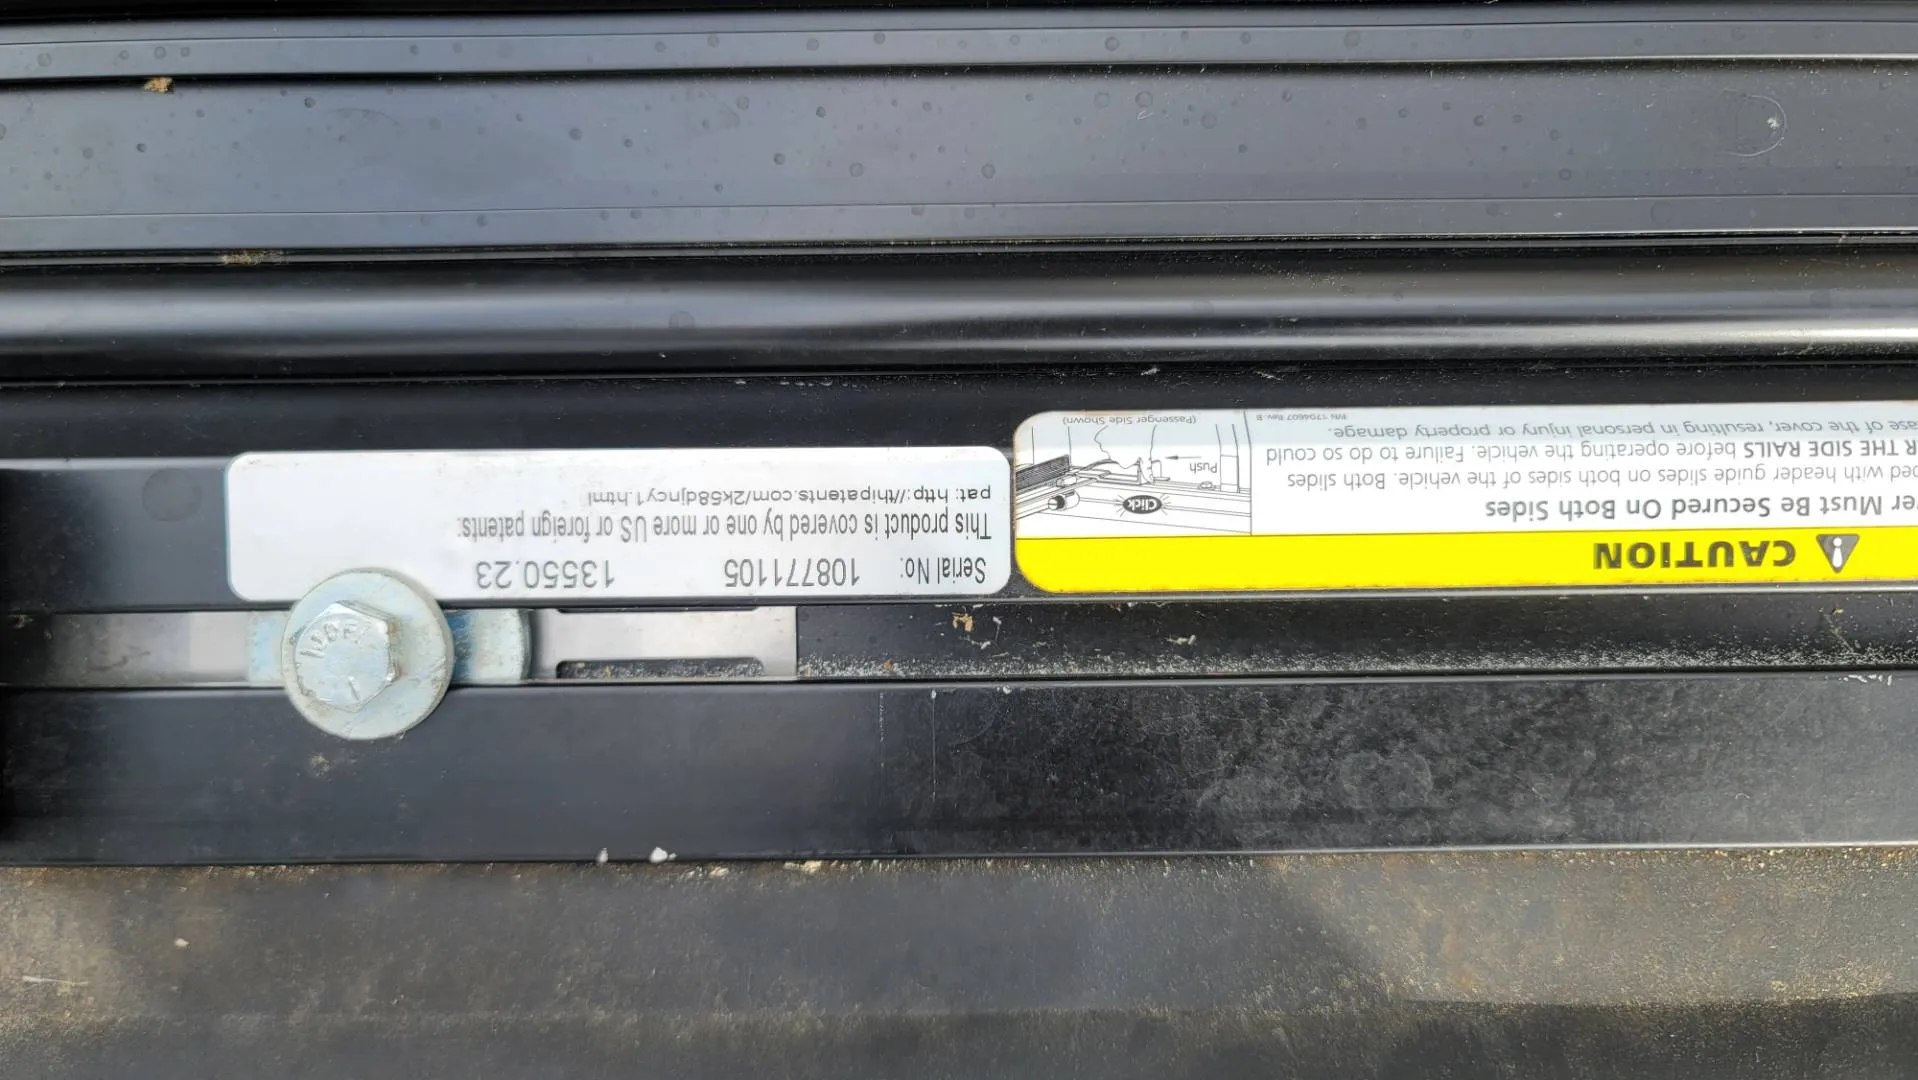 Serial No: 108771105 13550.23
This product is covered by one or more US or foreign patents:
pat: http://thipatents.com/2k58djncy1.html
CAUTION
er Must Be Secured On Both Sides
ped with header guide slides on both sides of the vehicle. Both slides
R THE SIDE RAILS before operating the vehicle. Failure to do so could
ase of the cover, resulting in personal injury or property damage.
P/N 1704607 Rev. B
Click
Push
(Passenger Side Shown)